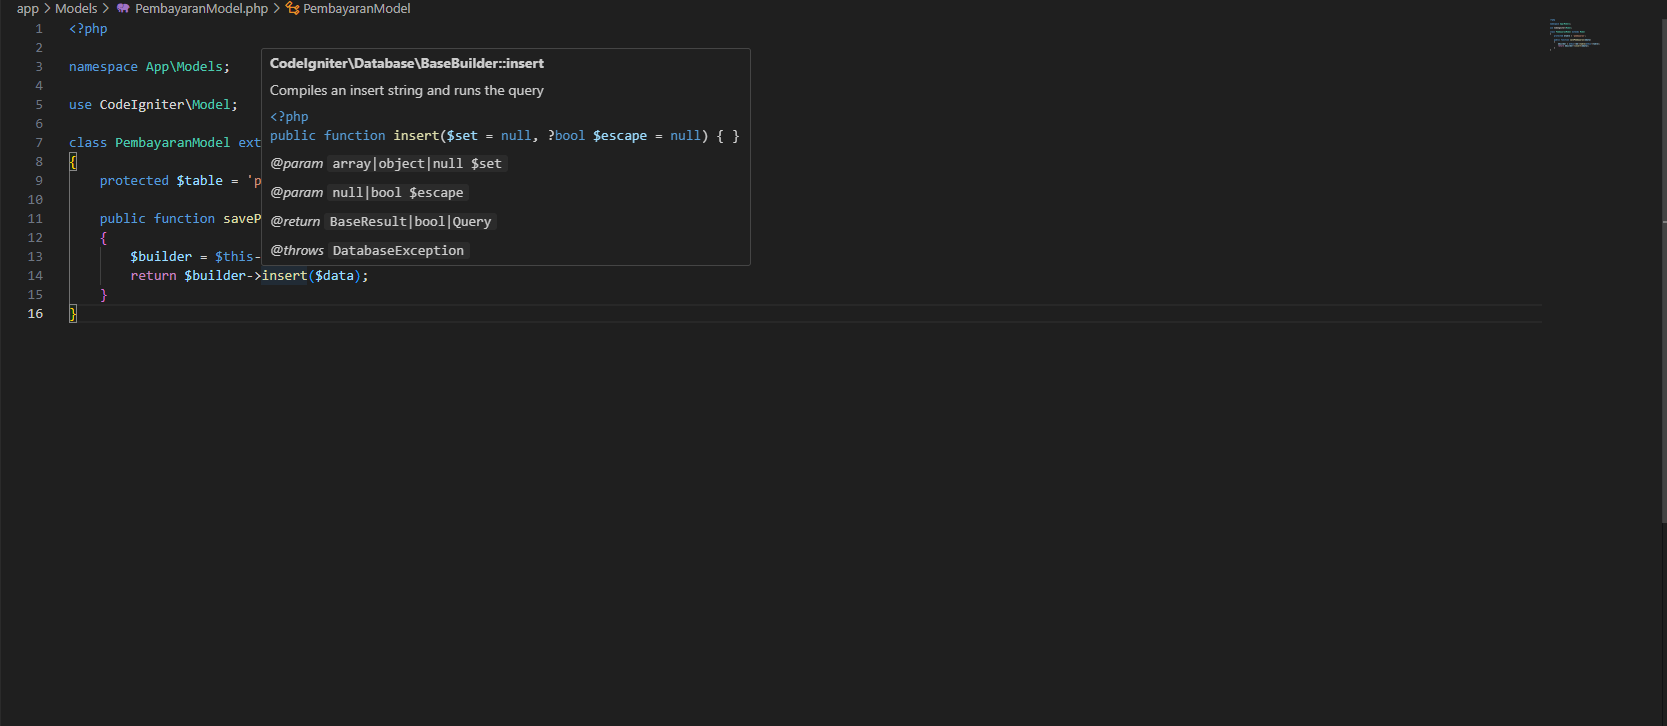 app > Models > PembayaranModel.php > PembayaranModel
1 <?php
2
3 namespace App\Models;
4
5 use CodeIgniter\Model;
6
7 class PembayaranModel ext
8 {
9 protected $table = 'p
10
11 public function saveP
12 {
13 $builder = $this-
14 return $builder->insert($data);
15 }
16 }
CodeIgniter\Database\BaseBuilder::insert
Compiles an insert string and runs the query
<?php
public function insert($set = null, ?bool $escape = null) { }
@param array|object|null $set
@param null|bool $escape
@return BaseResult|bool|Query
@throws DatabaseException